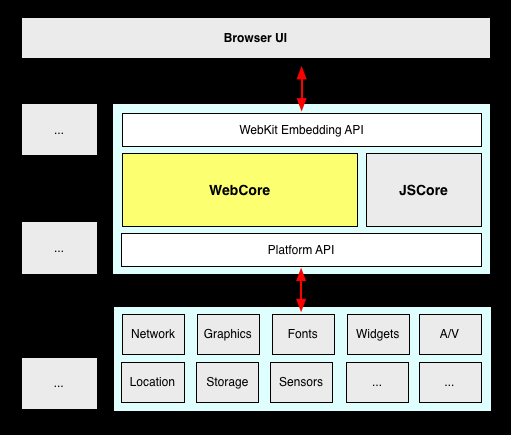 Browser UI
...
WebKit Embedding API
WebCore
JSCore
...
Platform API
Network
Graphics
Fonts
Widgets
A/V
...
Location
Storage
Sensors
...
...